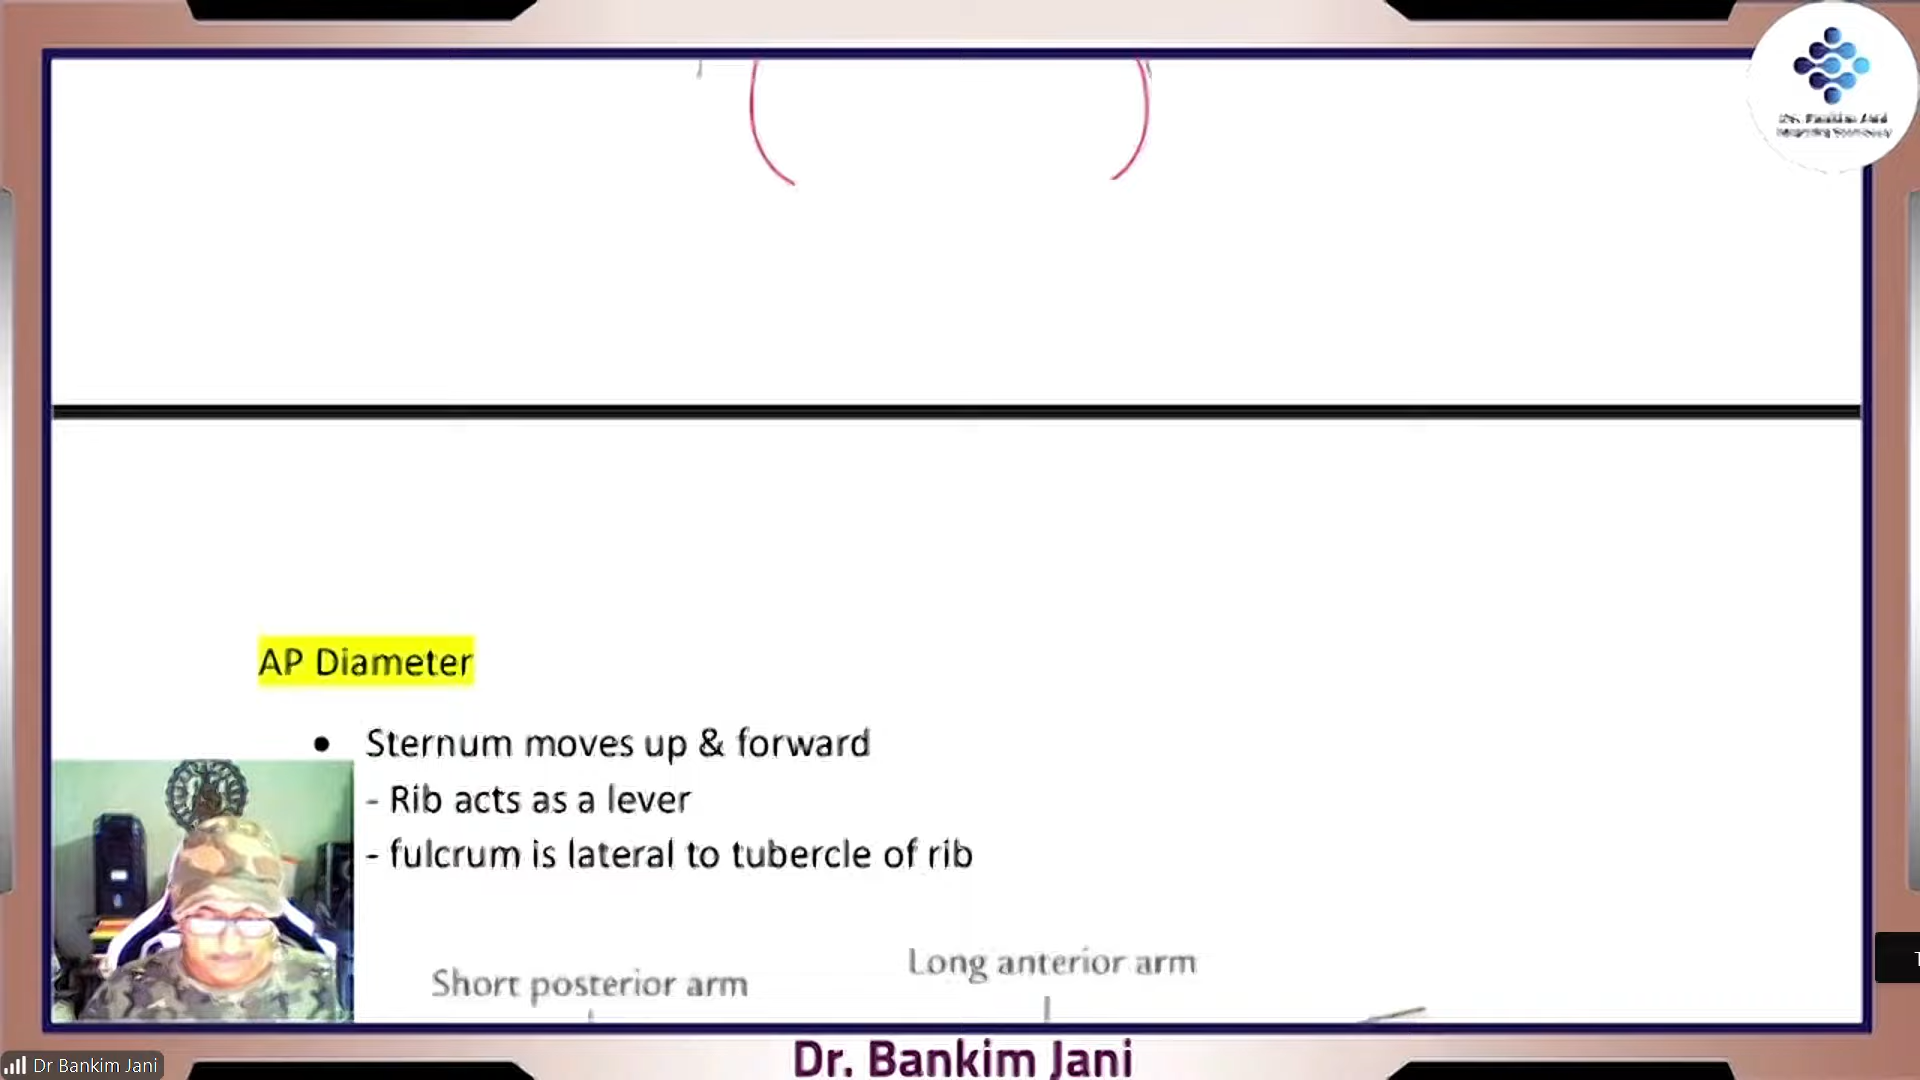 AP Diameter
• Sternum moves up & forward
- Rib acts as a lever
- fulcrum is lateral to tubercle of rib
Long anterior arm
Short posterior arm
Dr Bankim Jani
Dr. Bankim Jani